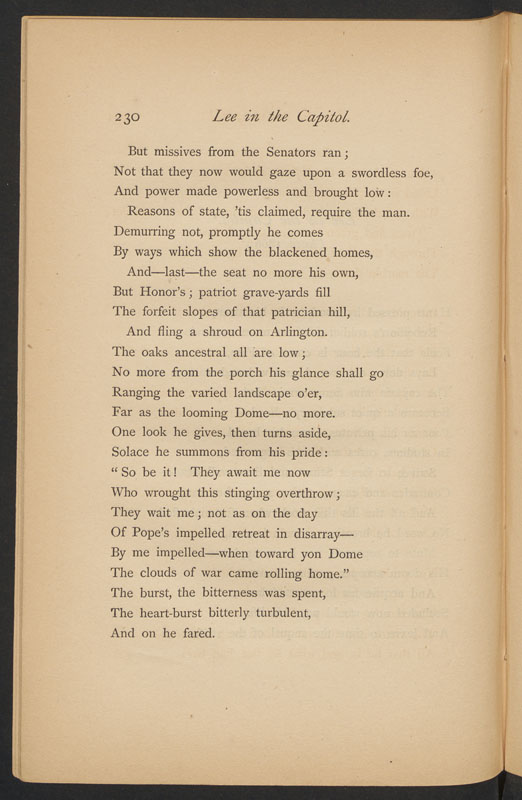 230 Lee in the Capitol.
But missives from the Senators ran;
Not that they now would gaze upon a swordless foe,
And power made powerless and brought low:
Reasons of state, 'tis claimed, require the man.
Demurring not, promptly he comes
By ways which show the blackened homes,
And—last—the seat no more his own,
But Honor's; patriot grave-yards fill
The forfeit slopes of that patrician hill,
And fling a shroud on Arlington.
The oaks ancestral all are low;
No more from the porch his glance shall go
Ranging the varied landscape o'er,
Far as the looming Dome—no more.
One look he gives, then turns aside,
Solace he summons from his pride:
"So be it! They await me now
Who wrought this stinging overthrow;
They wait me; not as on the day
Of Pope's impelled retreat in disarray—
By me impelled—when toward yon Dome
The clouds of war came rolling home."
The burst, the bitterness was spent,
The heart-burst bitterly turbulent,
And on he fared.